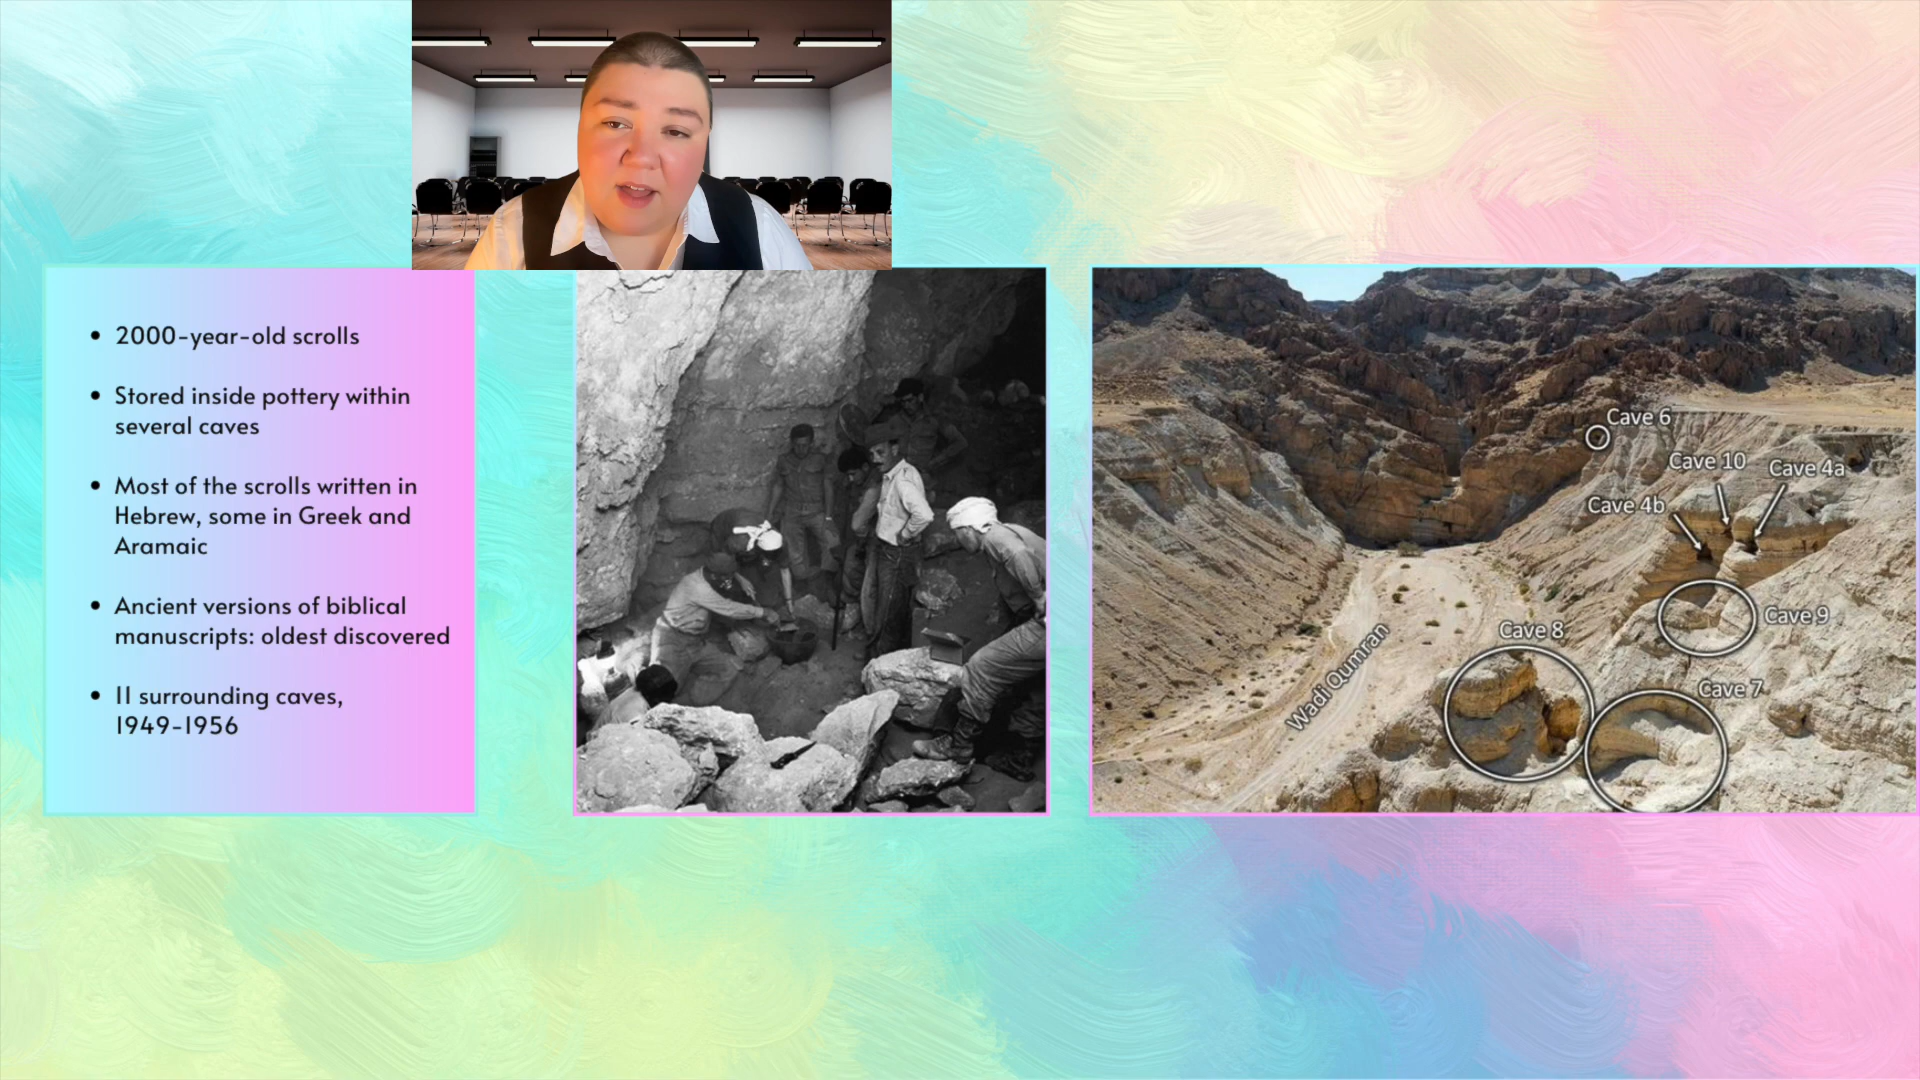 2000-year-old scrolls
Stored inside pottery within
several caves
Most of the scrolls written in
Hebrew, some in Greek and
Aramaic
Ancient versions of biblical
manuscripts: oldest discovered
11 surrounding caves,
1949-1956
Cave 6
Cave 10
Cave 4a
Cave 4b
Cave 9
Cave 8
Wadi Qumran
Cave 7